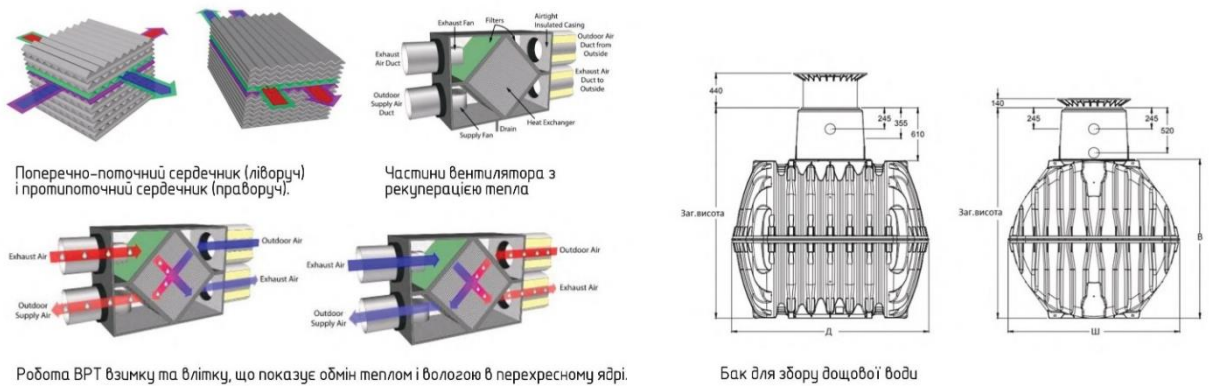 Exhaust Fan
Filters
Airtight
Insulated Casing
Exhaust
Air Duct
Outdoor Air
Duct from
Outside
Exhaust Air
Duct to
Outside
Outdoor
Supply Air
Duct
Supply Fan
Drain
Heat Exchanger
Поперечно-поточний сердечник (ліворуч)
і протипоточний сердечник (праворуч).
Частини вентилятора з
рекуперацією тепла
Exhaust Air
Outdoor Air
Exhaust Air
Outdoor
Supply Air
Exhaust Air
Outdoor Air
Exhaust Air
Outdoor
Supply Air
Робота ВРТ взимку та влітку, що показує обмін теплом і вологою в перехресному ядрі.
440
245
355
610
Заг.висота
Д
140
245
245
520
Заг.висота
В
Ш
Бак для збору дощової води